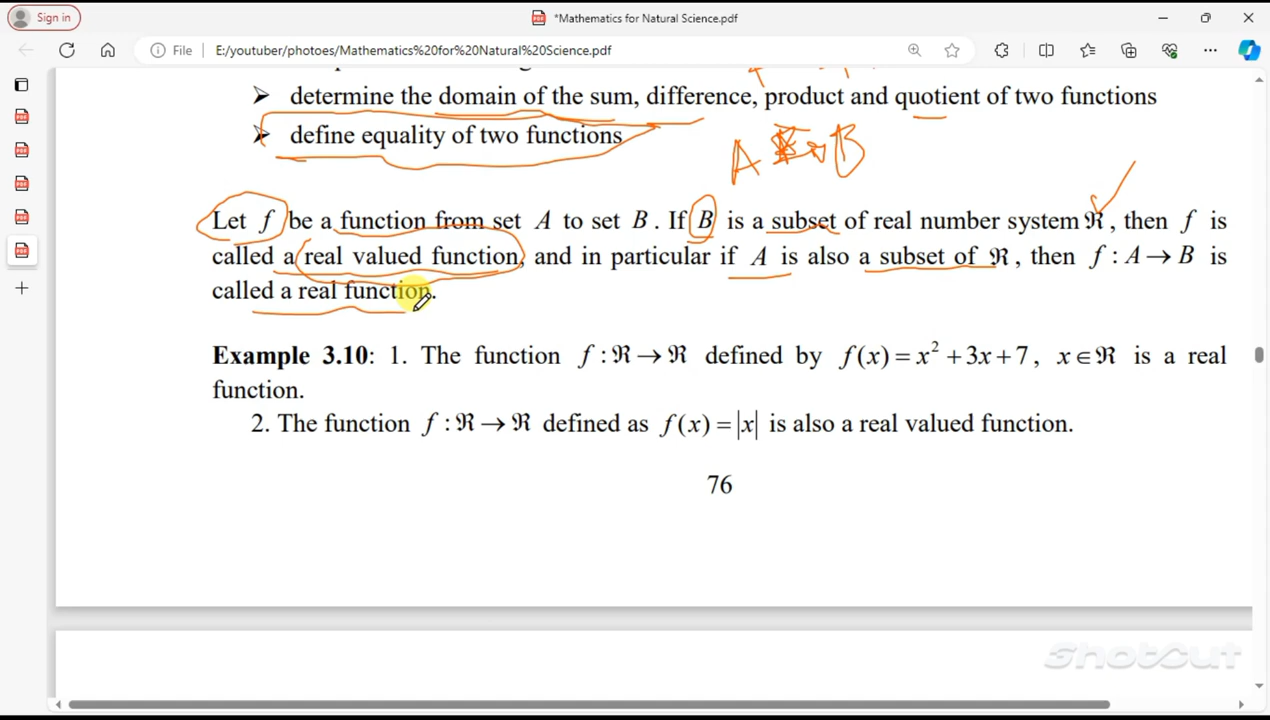 Sign in
*Mathematics for Natural Science.pdf
File
E:/youtuber/photoes/Mathematics%20for%20Natural%20Science.pdf
➤ determine the domain of the sum, difference, product and quotient of two functions
➤ define equality of two functions
A B
Let f be a function from set A to set B. If B is a subset of real number system ℜ, then f is
called a real valued function, and in particular if A is also a subset of ℜ, then f : A → B is
called a real function.
Example 3.10: 1. The function f : ℜ → ℜ defined by f(x) = x² + 3x + 7, x ∈ ℜ is a real
function.
2. The function f : ℜ → ℜ defined as f(x) = |x| is also a real valued function.
76
Shotcut